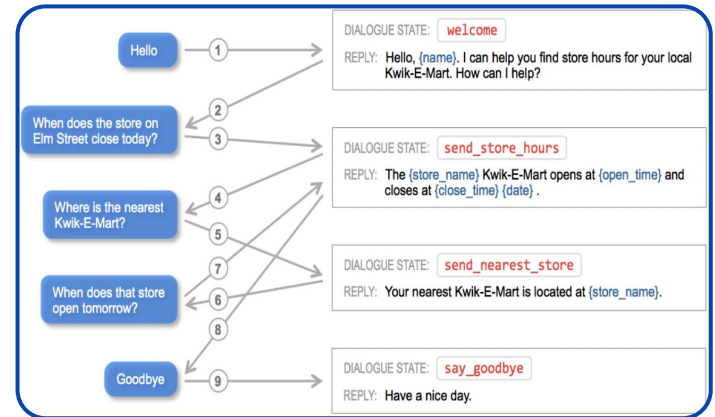 Hello
1
DIALOGUE STATE: welcome
REPLY: Hello, {name}. I can help you find store hours for your local
Kwik-E-Mart. How can I help?
2
When does the store on
Elm Street close today?
3
DIALOGUE STATE: send_store_hours
REPLY: The {store_name} Kwik-E-Mart opens at {open_time} and
closes at {close_time} {date} .
4
Where is the nearest
Kwik-E-Mart?
5
DIALOGUE STATE: send_nearest_store
REPLY: Your nearest Kwik-E-Mart is located at {store_name}.
6
When does that store
open tomorrow?
7
8
Goodbye
9
DIALOGUE STATE: say_goodbye
REPLY: Have a nice day.